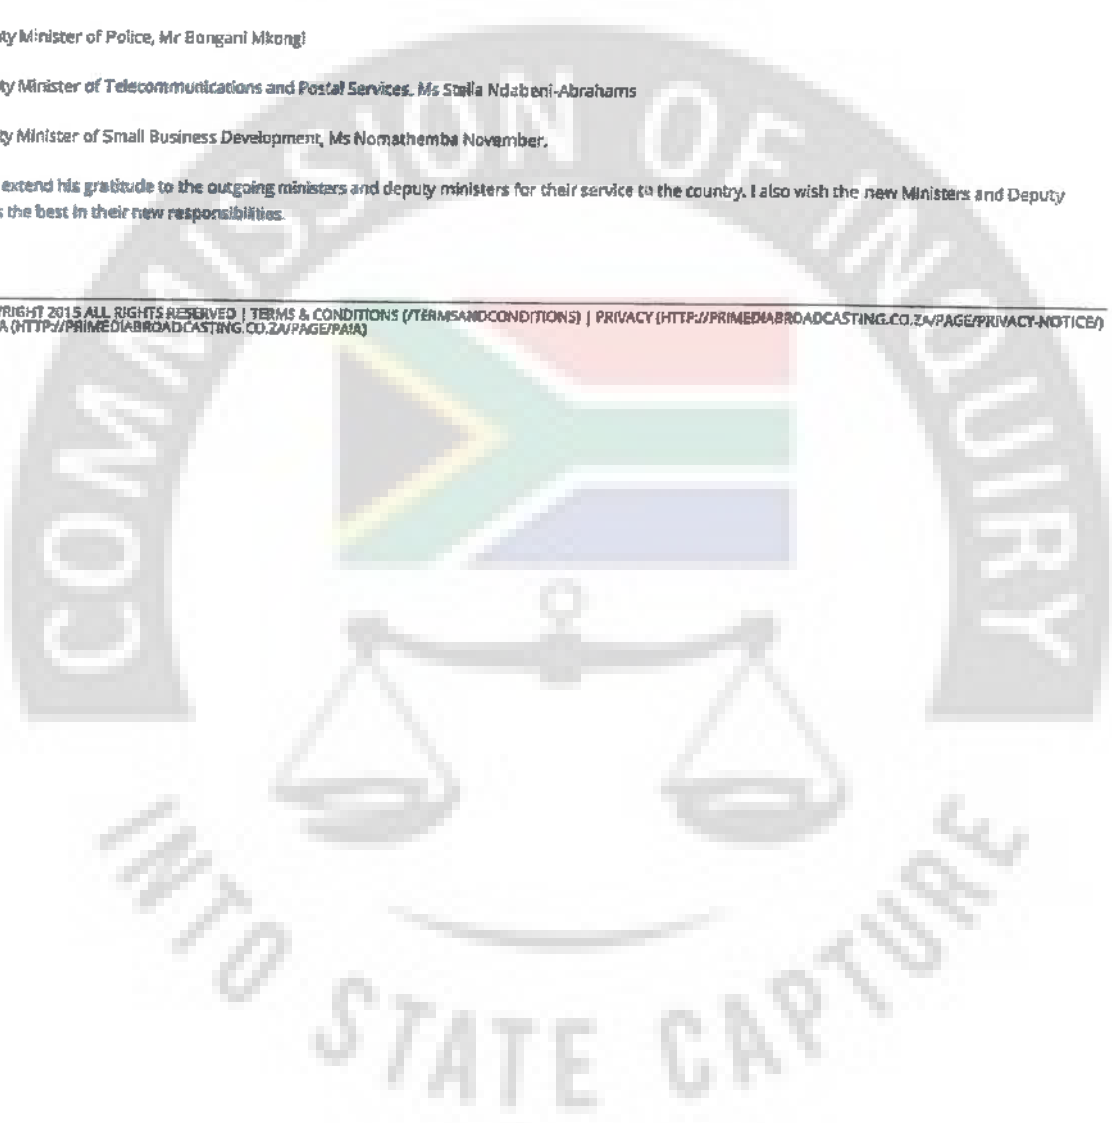 ty Minister of Police, Mr Bongani Mkongi
ty Minister of Telecommunications and Postal Services, Ms Stella Ndabeni-Abrahams
ty Minister of Small Business Development, Ms Nomathemba November.
extend his gratitude to the outgoing ministers and deputy ministers for their service to the country. I also wish the new Ministers and Deputy
s the best in their new responsibilities.
RIGHT 2015 ALL RIGHTS RESERVED | TERMS & CONDITIONS (/TERMSANDCONDITIONS) | PRIVACY (HTTP://PRIMEDIABROADCASTING.CO.ZA/PAGE/PRIVACY-NOTICE/)
A (HTTP://PRIMEDIABROADCASTING.CO.ZA/PAGE/PAIA)
COMMISSION OF INQUIRY
INTO STATE CAPTURE